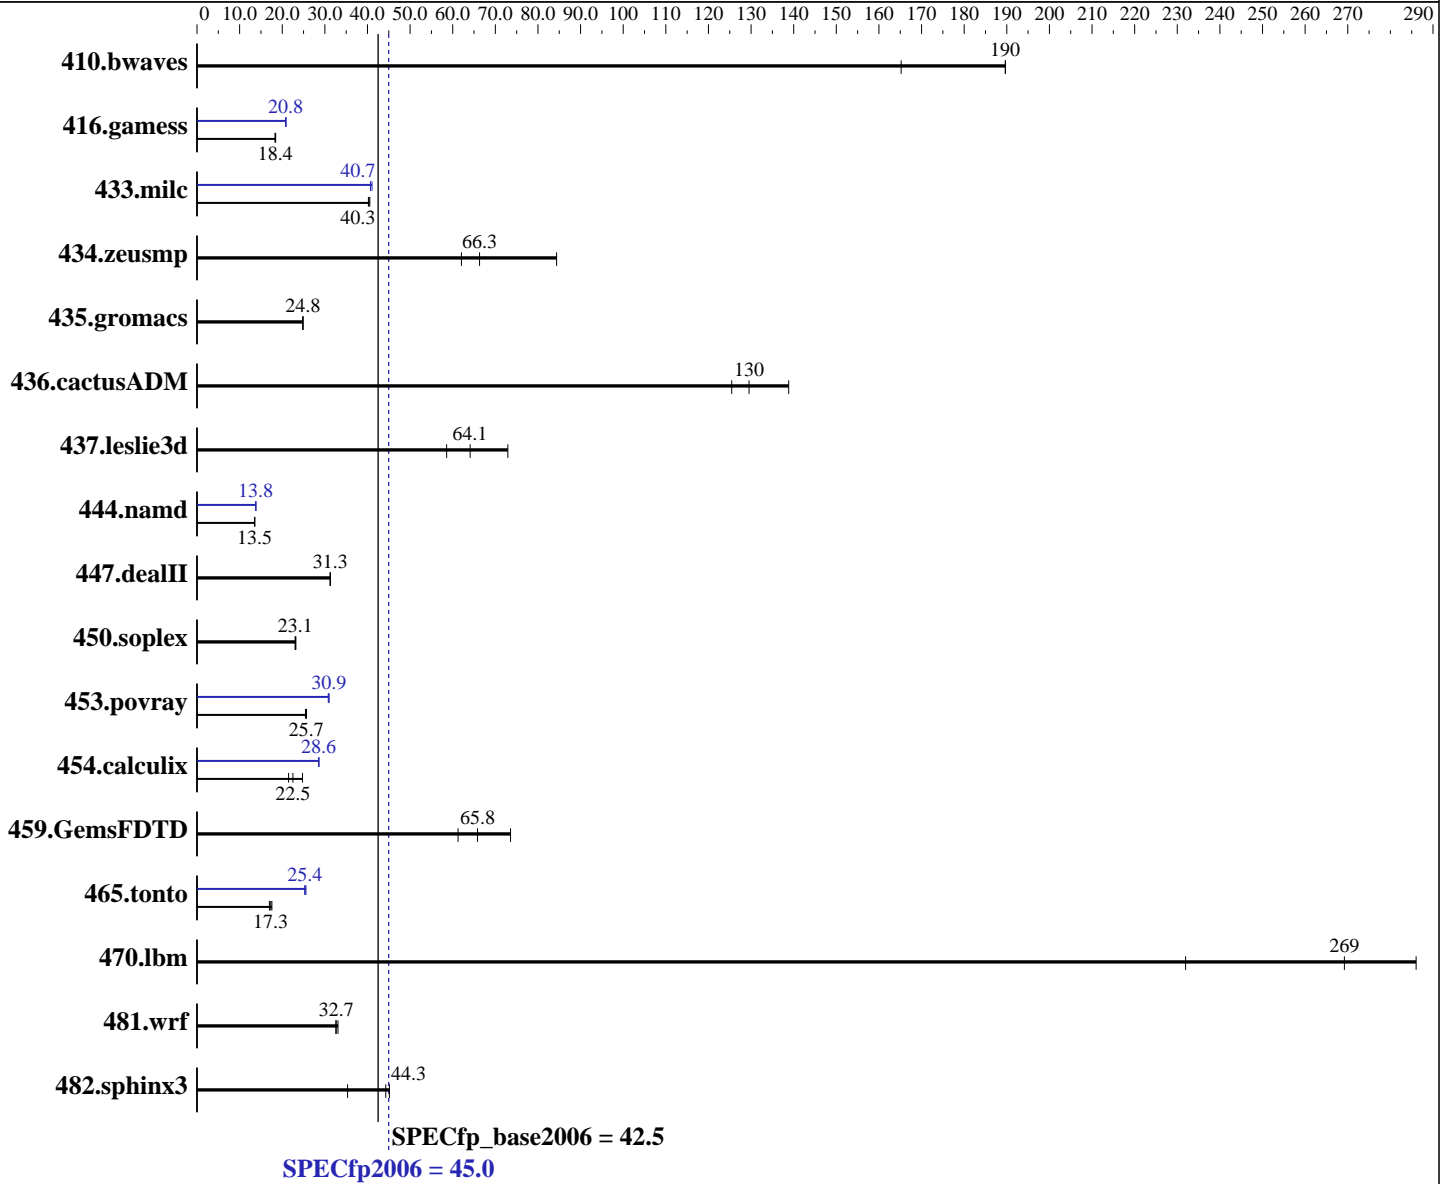 0 10.0 20.0 30.0 40.0 50.0 60.0 70.0 80.0 90.0 100 110 120 130 140 150 160 170 180 190 200 210 220 230 240 250 260 270 290
410.bwaves
190
416.gamess
20.8
18.4
433.milc
40.7
40.3
434.zeusmp
66.3
435.gromacs
24.8
436.cactusADM
130
437.leslie3d
64.1
444.namd
13.8
13.5
447.dealII
31.3
450.soplex
23.1
453.povray
30.9
25.7
454.calculix
28.6
22.5
459.GemsFDTD
65.8
465.tonto
25.4
17.3
470.lbm
269
481.wrf
32.7
482.sphinx3
44.3
SPECfp_base2006 = 42.5
SPECfp2006 = 45.0